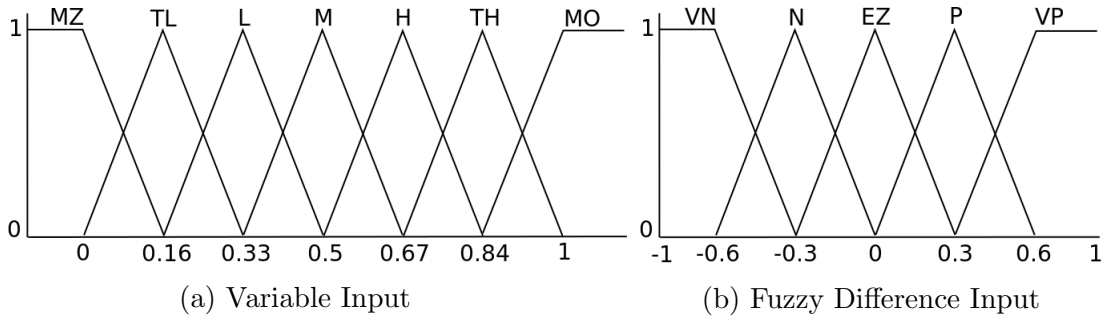 1 MZ TL L M H TH MO
0
0 0.16 0.33 0.5 0.67 0.84 1
(a) Variable Input
1 VN N EZ P VP
0
-1 -0.6 -0.3 0 0.3 0.6 1
(b) Fuzzy Difference Input